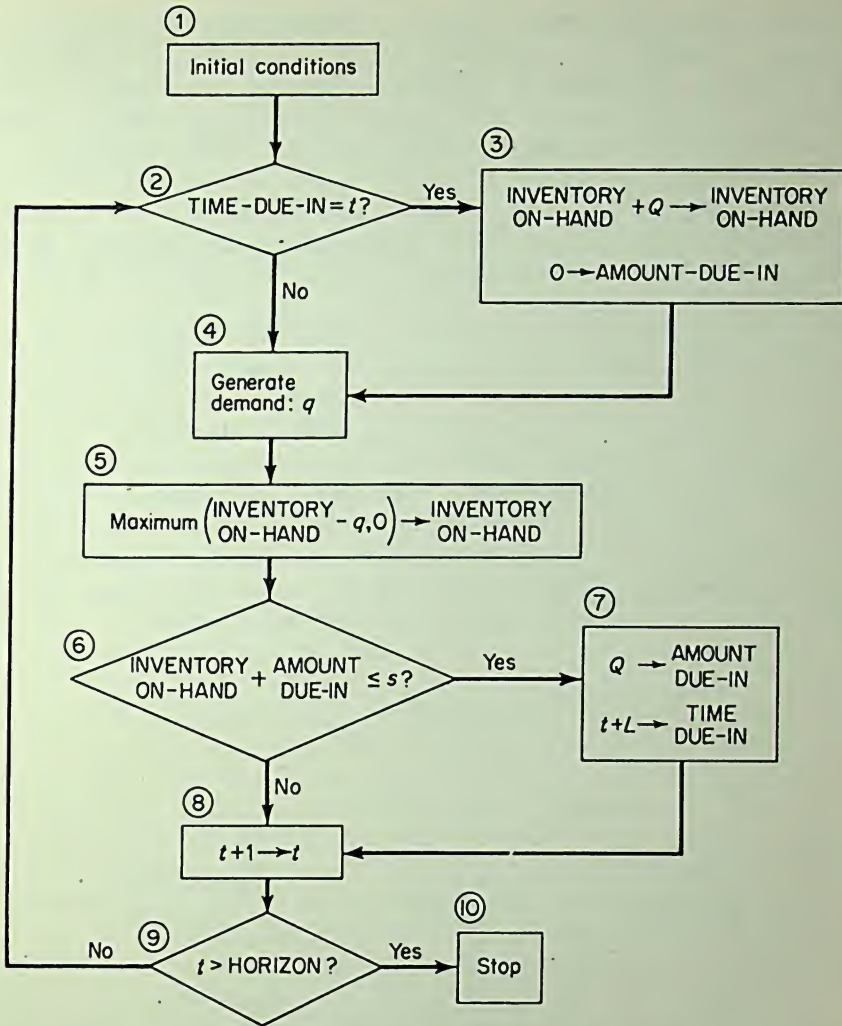 ①
Initial conditions
②
TIME-DUE-IN = t?
Yes
No
③
INVENTORY ON-HAND + Q → INVENTORY ON-HAND
0 → AMOUNT-DUE-IN
④
Generate
demand: q
⑤
Maximum (INVENTORY ON-HAND - q,0) → INVENTORY ON-HAND
⑥
INVENTORY ON-HAND + AMOUNT DUE-IN ≤ s?
Yes
No
⑦
Q → AMOUNT DUE-IN
t+L → TIME DUE-IN
⑧
t+1 → t
⑨
t > HORIZON?
No
Yes
⑩
Stop